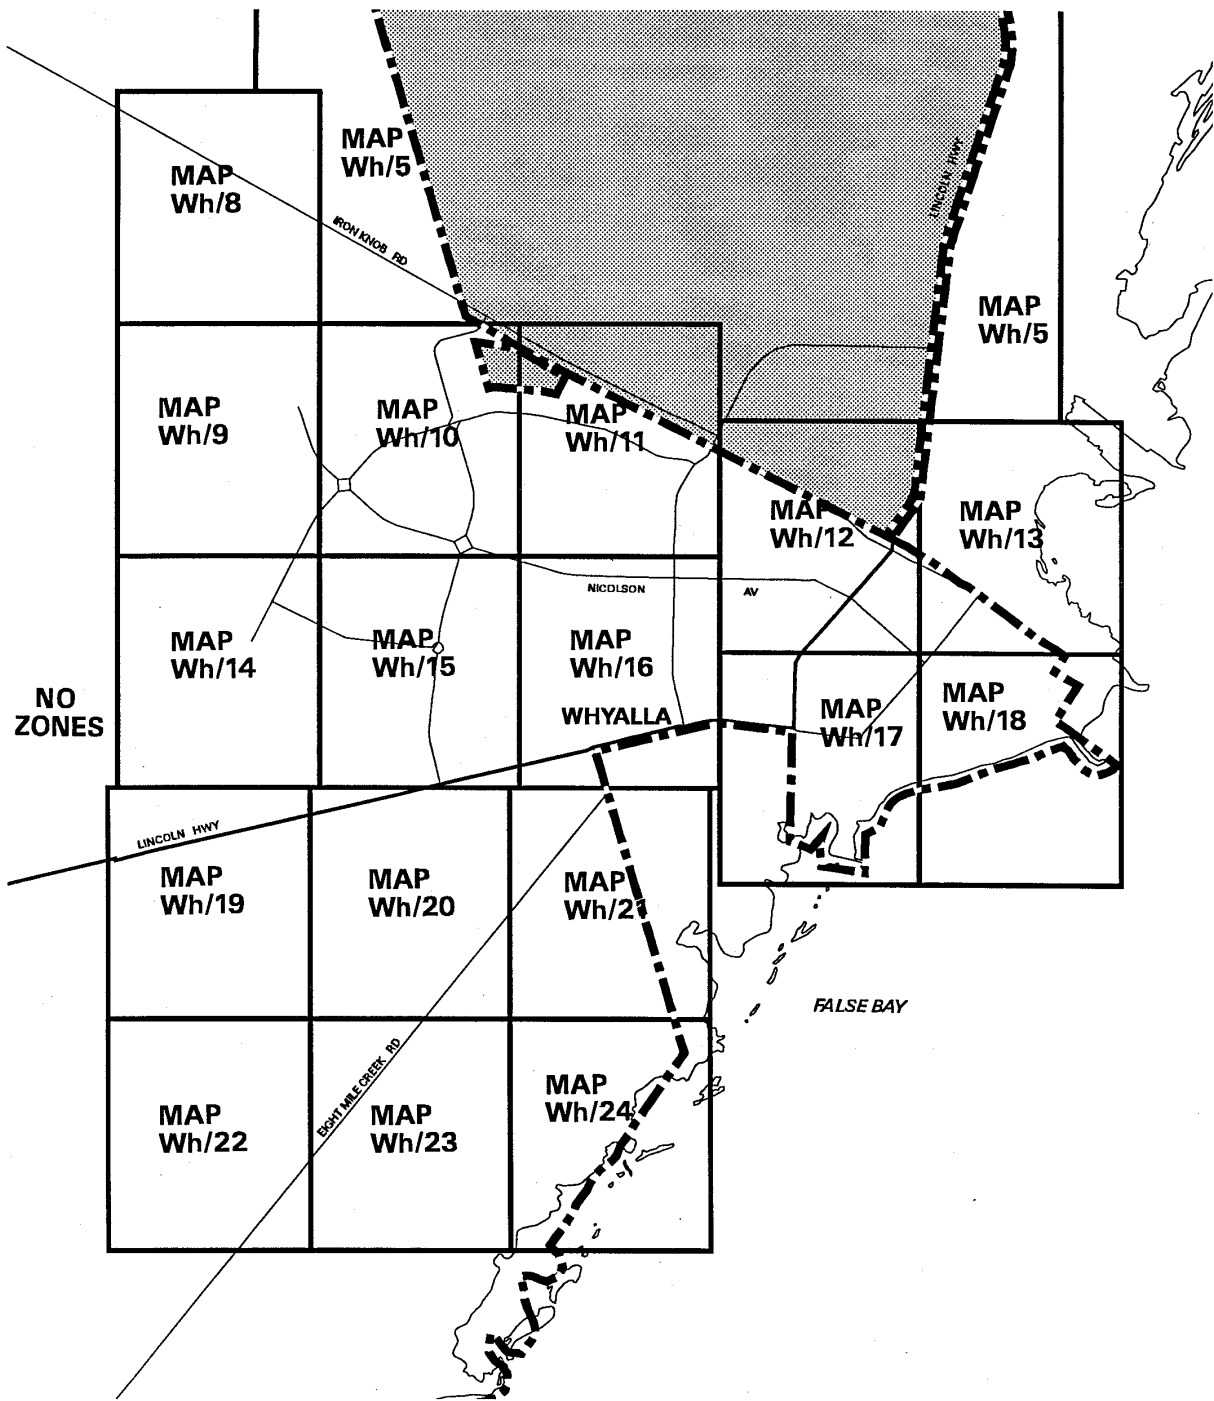 MAP
Wh/5
MAP
Wh/8
LINCOLN HWY
IRON KNOB RD
MAP
Wh/5
MAP
Wh/9
MAP
Wh/10
MAP
Wh/11
MAP
Wh/12
MAP
Wh/13
NICOLSON AV
MAP
Wh/14
MAP
Wh/15
MAP
Wh/16
NO
ZONES
WHYALLA
MAP
Wh/17
MAP
Wh/18
LINCOLN HWY
MAP
Wh/19
MAP
Wh/20
MAP
Wh/21
FALSE BAY
EIGHT MILE CREEK RD
MAP
Wh/22
MAP
Wh/23
MAP
Wh/24